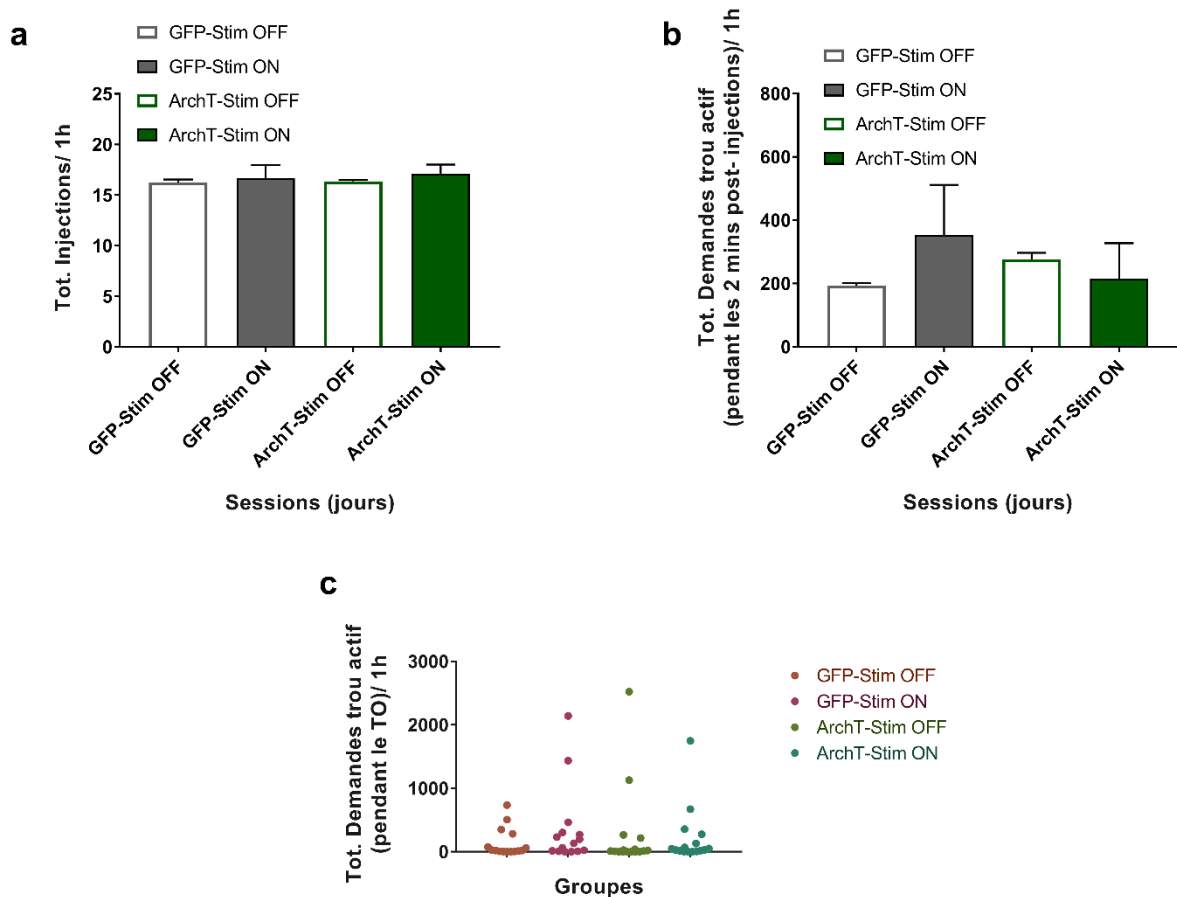 a
GFP-Stim OFF
GFP-Stim ON
ArchT-Stim OFF
ArchT-Stim ON
Tot. Injections/ 1h
25
20
15
10
5
0
GFP-Stim OFF
GFP-Stim ON
ArchT-Stim OFF
ArchT-Stim ON
Sessions (jours)
b
GFP-Stim OFF
GFP-Stim ON
ArchT-Stim OFF
ArchT-Stim ON
Tot. Demandes trou actif
(pendant les 2 mins post- injections)/ 1h
800
600
400
200
0
GFP-Stim OFF
GFP-Stim ON
ArchT-Stim OFF
ArchT-Stim ON
Sessions (jours)
c
Tot. Demandes trou actif
(pendant le TO)/ 1h
3000
2000
1000
0
Groupes
GFP-Stim OFF
GFP-Stim ON
ArchT-Stim OFF
ArchT-Stim ON